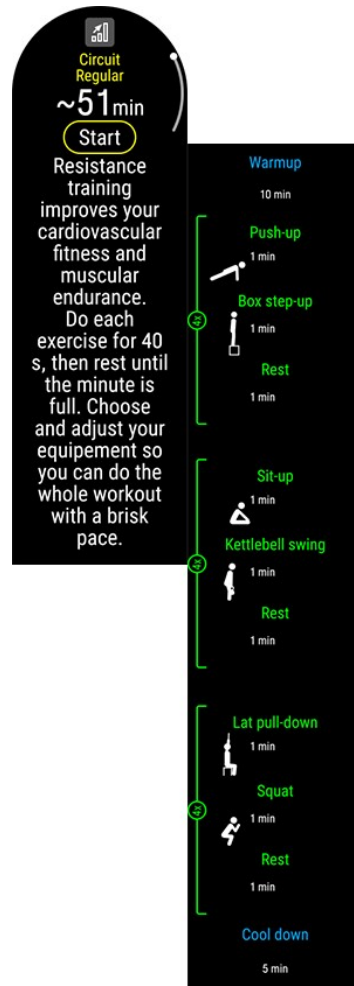 Circuit
Regular
~51min
Start
Resistance
training
improves your
cardiovascular
fitness and
muscular
endurance.
Do each
exercise for 40
s, then rest until
the minute is
full. Choose
and adjust your
equipement so
you can do the
whole workout
with a brisk
pace.
Warmup
10 min
Push-up
1 min
Box step-up
4x
1 min
Rest
1 min
Sit-up
1 min
Kettlebell swing
4x
1 min
Rest
1 min
Lat pull-down
1 min
Squat
4x
1 min
Rest
1 min
Cool down
5 min